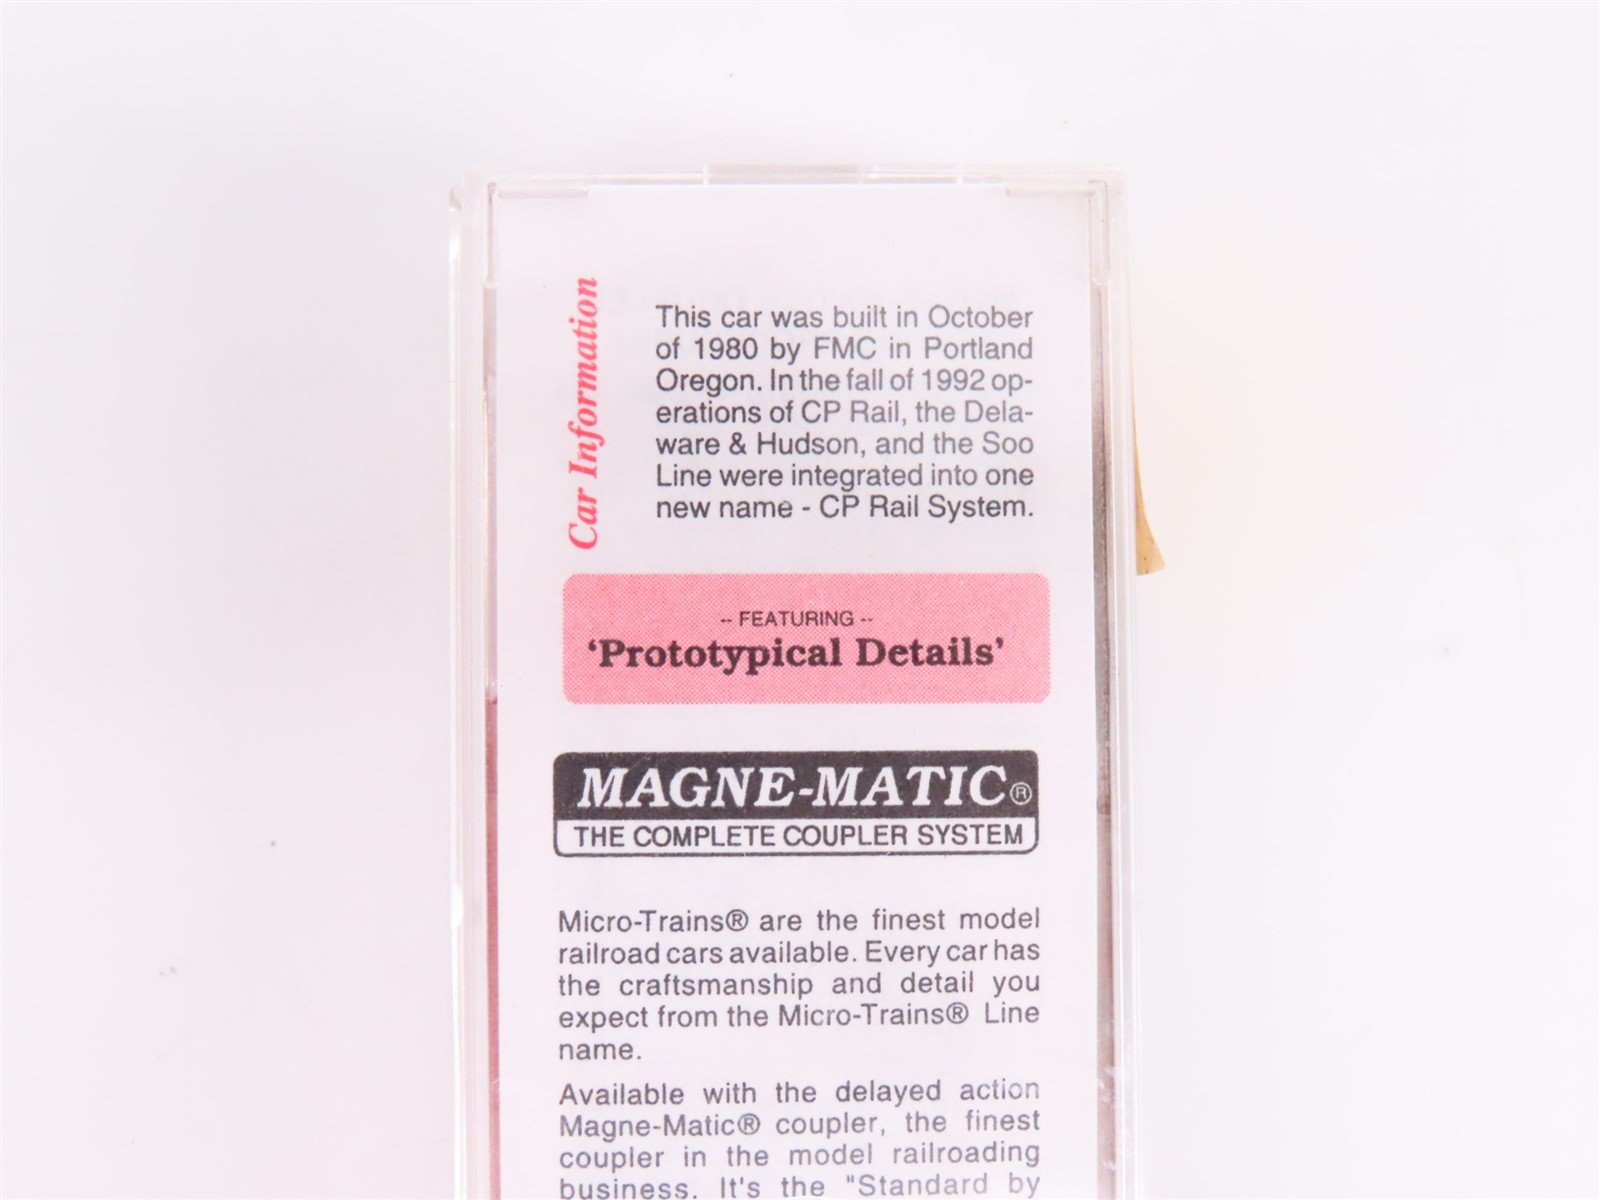 Car Information
This car was built in October
of 1980 by FMC in Portland
Oregon. In the fall of 1992 op-
erations of CP Rail, the Dela-
ware & Hudson, and the Soo
Line were integrated into one
new name - CP Rail System.
-- FEATURING --
'Prototypical Details'
MAGNE-MATIC®
THE COMPLETE COUPLER SYSTEM
Micro-Trains® are the finest model
railroad cars available. Every car has
the craftsmanship and detail you
expect from the Micro-Trains® Line
name.
Available with the delayed action
Magne-Matic® coupler, the finest
coupler in the model railroading
business. It's the "Standard by